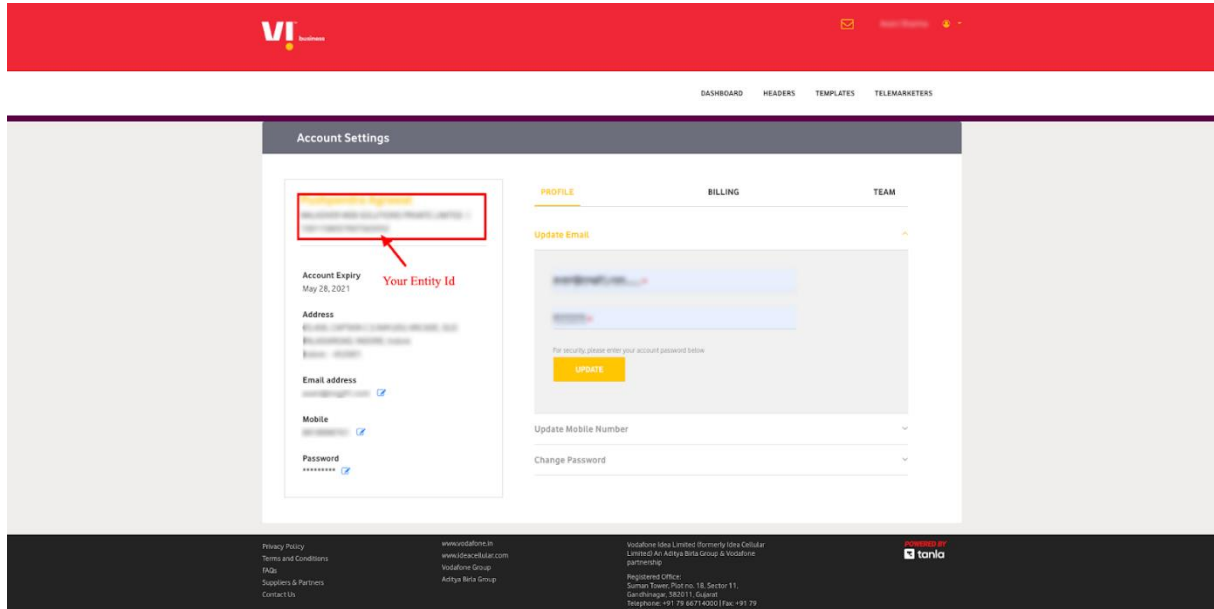 VI
business
DASHBOARD HEADERS TEMPLATES TELEMARKETERS
Account Settings
Your Entity Id
Account Expiry
May 28, 2021
Address
Email address
Mobile
Password
*********
PROFILE BILLING TEAM
Update Email
For security, please enter your account password below
UPDATE
Update Mobile Number
Change Password
Privacy Policy
Terms and Conditions
FAQs
Suppliers & Partners
Contact Us
www.vodafone.in
www.ideacellular.com
Vodafone Group
Aditya Birla Group
Vodafone Idea Limited (formerly Idea Cellular
Limited) An Aditya Birla Group & Vodafone
partnership
Registered Office:
Suman Tower, Plot no. 18, Sector 11,
Gandhinagar, 382011, Gujarat
Telephone: +91 79 66714000 | Fax: +91 79
POWERED BY
tanla